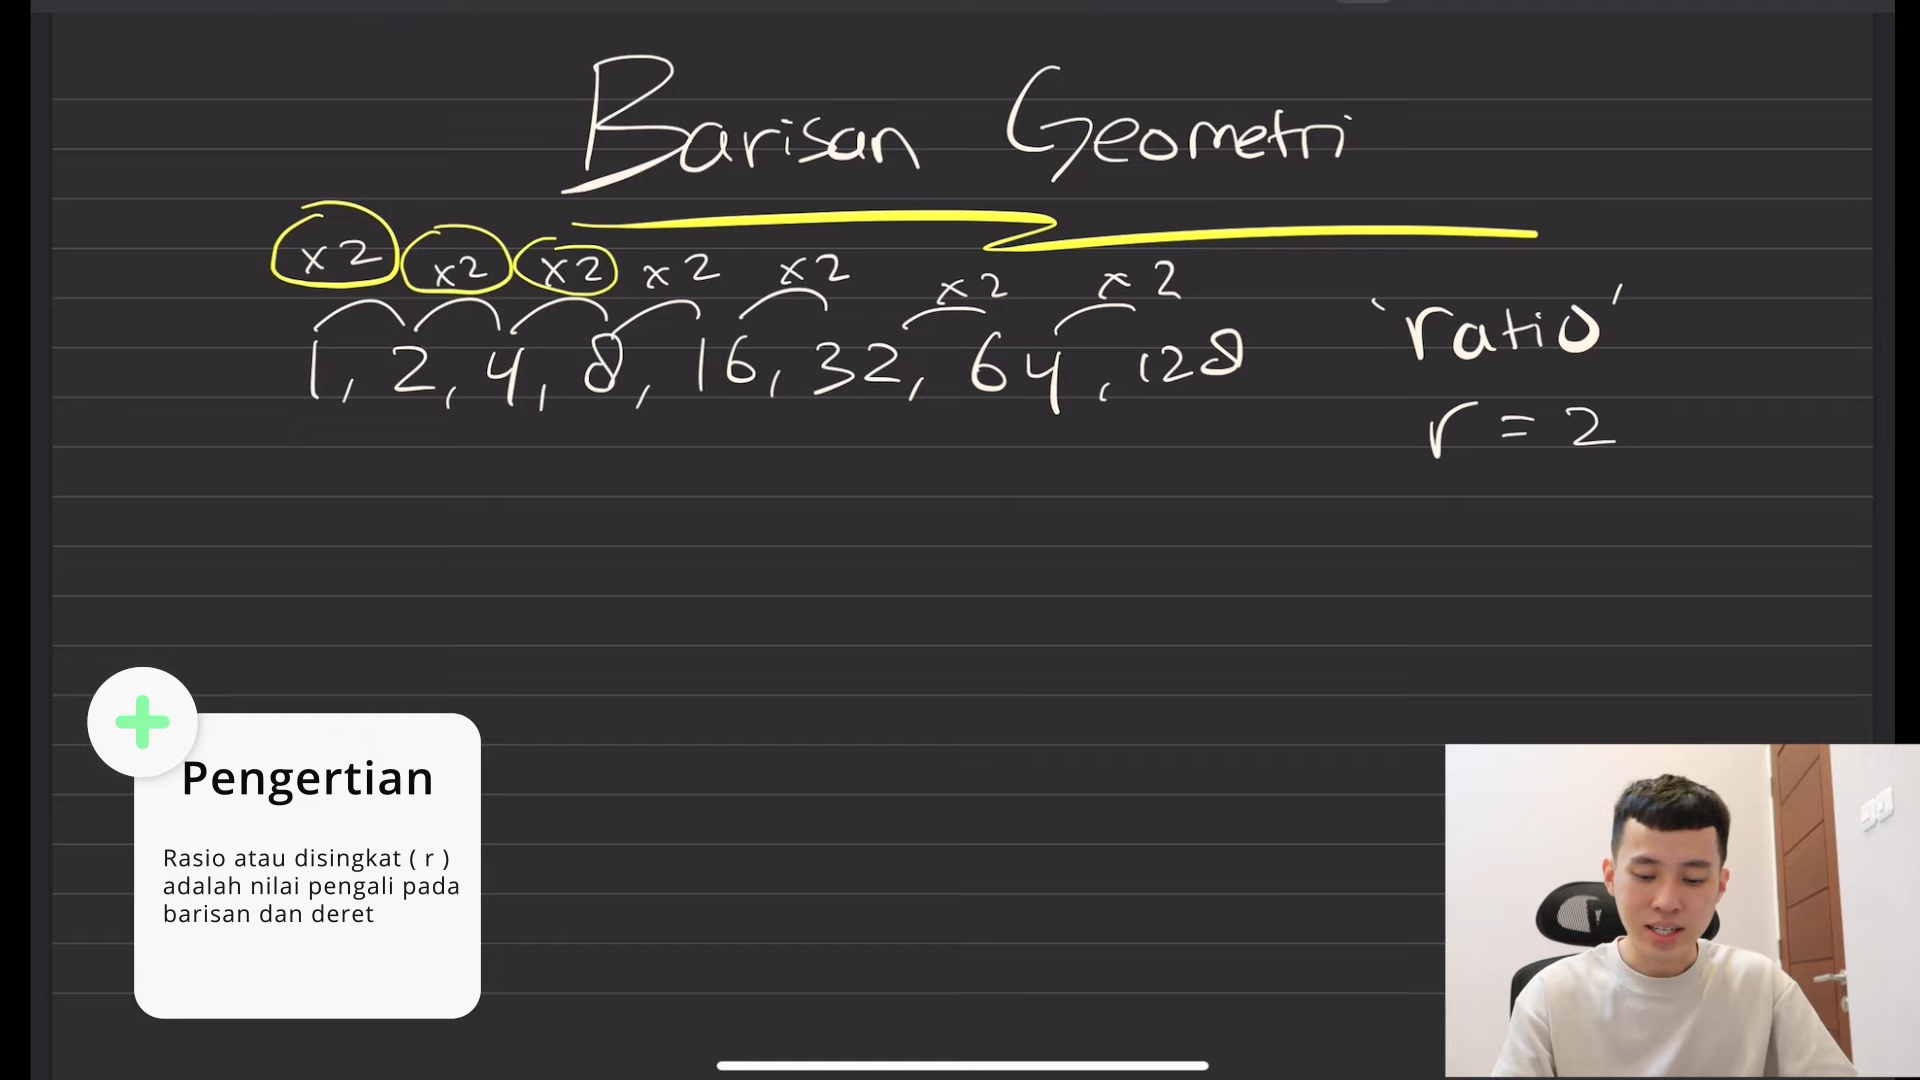 Barisan Geometri
x2 x2 x2 x2 x2 x2 x2
1, 2, 4, 8, 16, 32, 64, 128
'ratio'
r = 2
Pengertian
Rasio atau disingkat ( r )
adalah nilai pengali pada
barisan dan deret